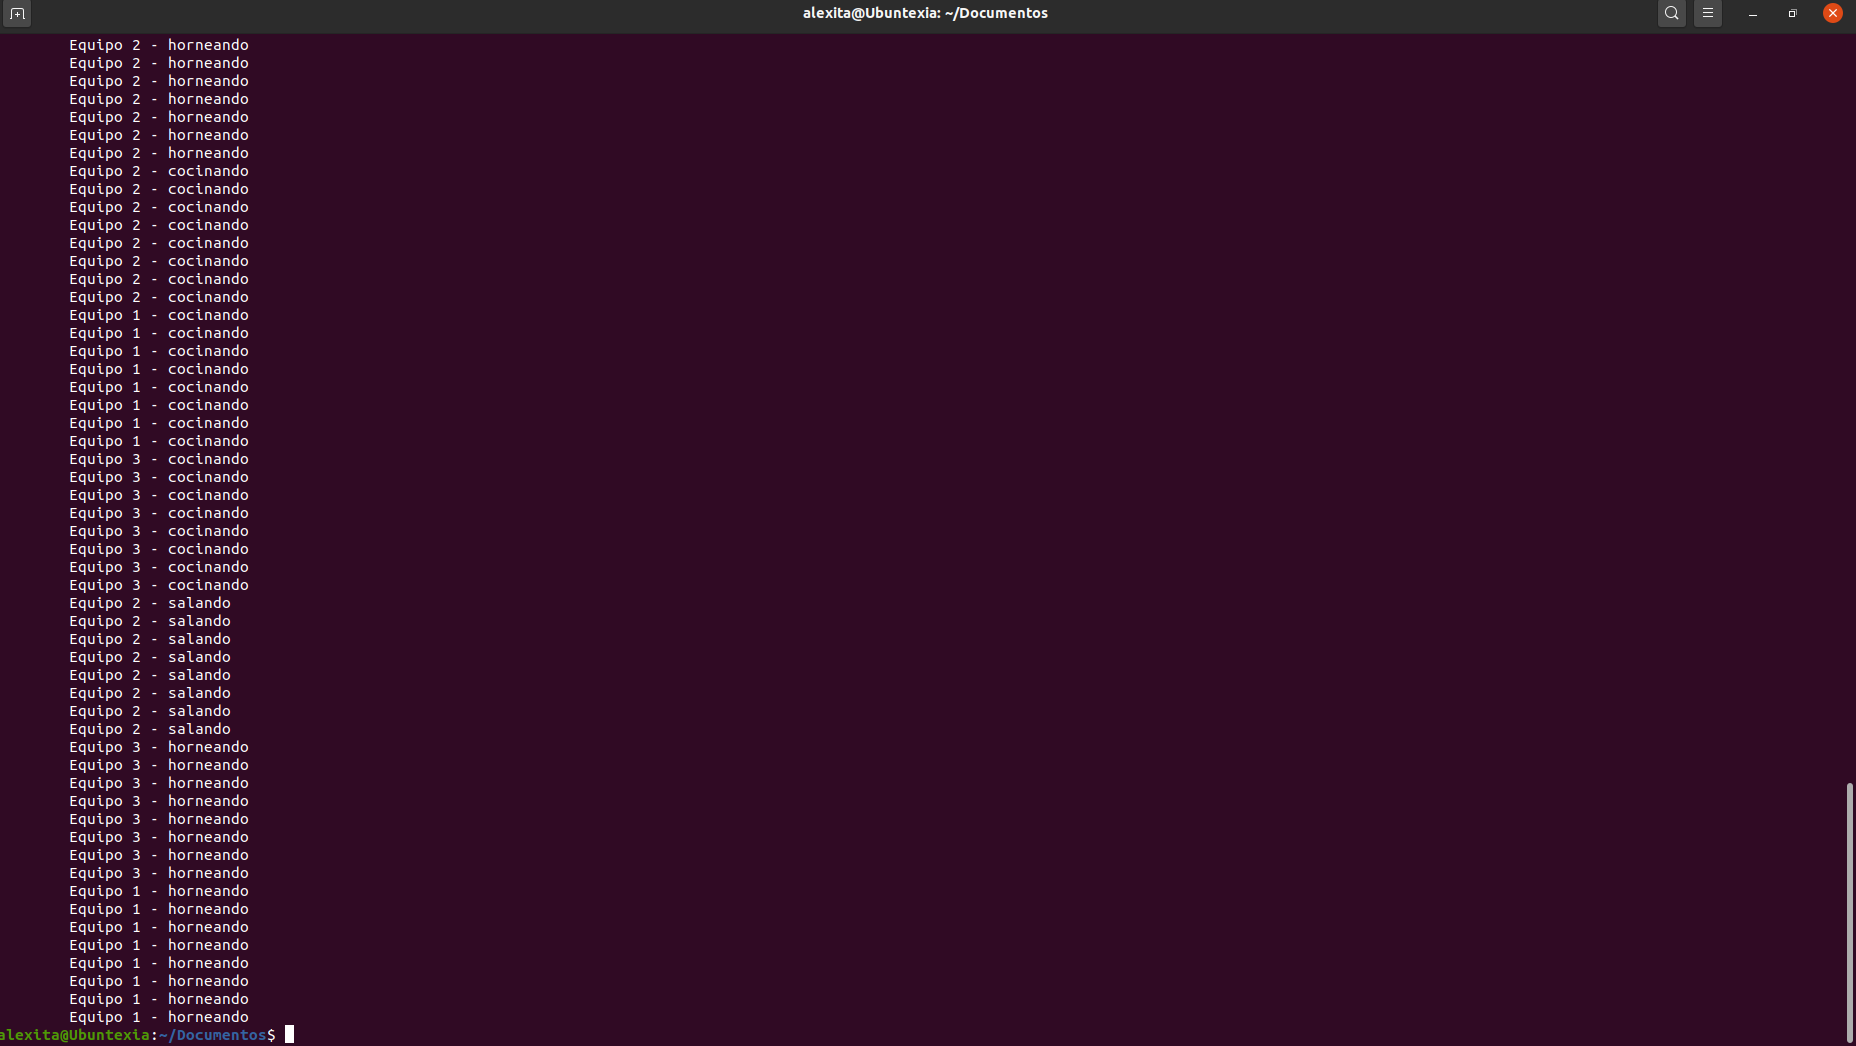 alexita@Ubuntexia: ~/Documentos
Equipo 2 - horneando
Equipo 2 - horneando
Equipo 2 - horneando
Equipo 2 - horneando
Equipo 2 - horneando
Equipo 2 - horneando
Equipo 2 - horneando
Equipo 2 - cocinando
Equipo 2 - cocinando
Equipo 2 - cocinando
Equipo 2 - cocinando
Equipo 2 - cocinando
Equipo 2 - cocinando
Equipo 2 - cocinando
Equipo 2 - cocinando
Equipo 1 - cocinando
Equipo 1 - cocinando
Equipo 1 - cocinando
Equipo 1 - cocinando
Equipo 1 - cocinando
Equipo 1 - cocinando
Equipo 1 - cocinando
Equipo 1 - cocinando
Equipo 3 - cocinando
Equipo 3 - cocinando
Equipo 3 - cocinando
Equipo 3 - cocinando
Equipo 3 - cocinando
Equipo 3 - cocinando
Equipo 3 - cocinando
Equipo 3 - cocinando
Equipo 2 - salando
Equipo 2 - salando
Equipo 2 - salando
Equipo 2 - salando
Equipo 2 - salando
Equipo 2 - salando
Equipo 2 - salando
Equipo 2 - salando
Equipo 3 - horneando
Equipo 3 - horneando
Equipo 3 - horneando
Equipo 3 - horneando
Equipo 3 - horneando
Equipo 3 - horneando
Equipo 3 - horneando
Equipo 3 - horneando
Equipo 1 - horneando
Equipo 1 - horneando
Equipo 1 - horneando
Equipo 1 - horneando
Equipo 1 - horneando
Equipo 1 - horneando
Equipo 1 - horneando
Equipo 1 - horneando
alexita@Ubuntexia:~/Documentos$